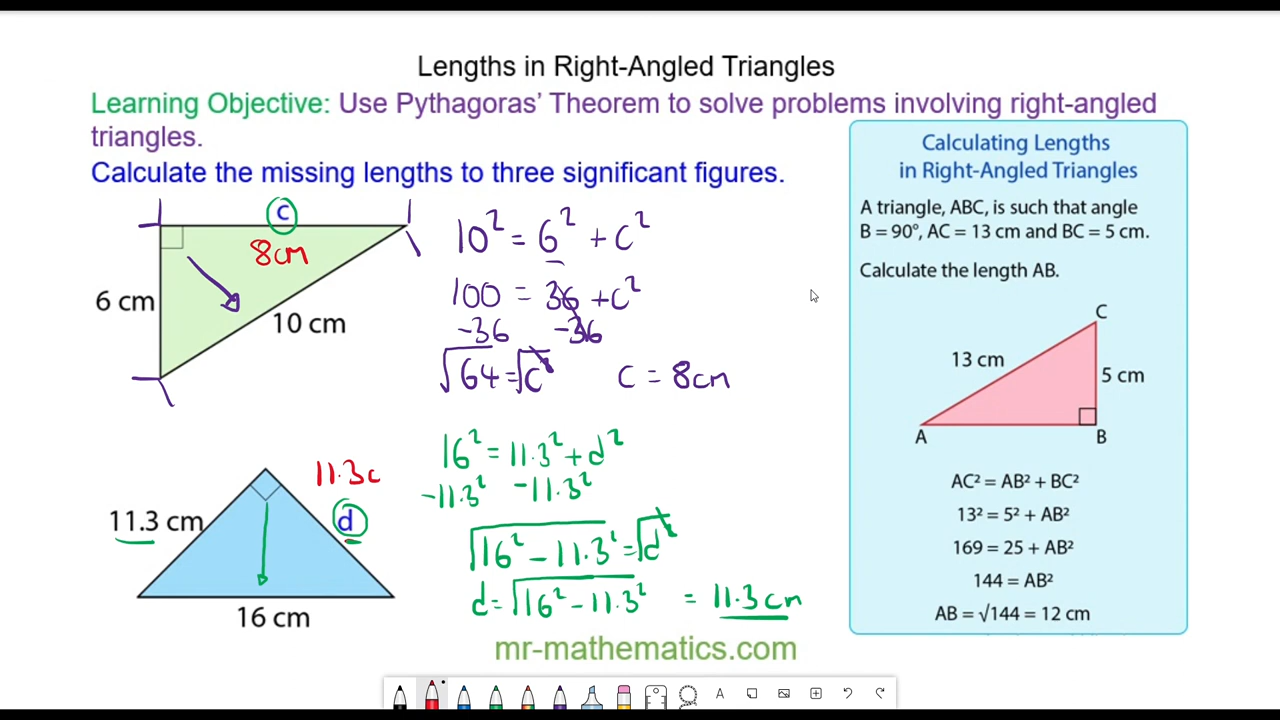 Lengths in Right-Angled Triangles
Learning Objective: Use Pythagoras' Theorem to solve problems involving right-angled
triangles.
Calculate the missing lengths to three significant figures.
c
8cm
6 cm
10 cm
10² = 6² + c²
100 = 36 + c²
-36 -36
√64 = √c² c = 8cm
11.3 cm
11.3c
d
16 cm
16² = 11.3² + d²
-11.3² -11.3²
√16² - 11.3² = √d²
d = √16² - 11.3² = 11.3cm
Calculating Lengths
in Right-Angled Triangles
A triangle, ABC, is such that angle
B = 90°, AC = 13 cm and BC = 5 cm.
Calculate the length AB.
C
13 cm
5 cm
A
B
AC² = AB² + BC²
13² = 5² + AB²
169 = 25 + AB²
144 = AB²
AB = √144 = 12 cm
mr-mathematics.com
A